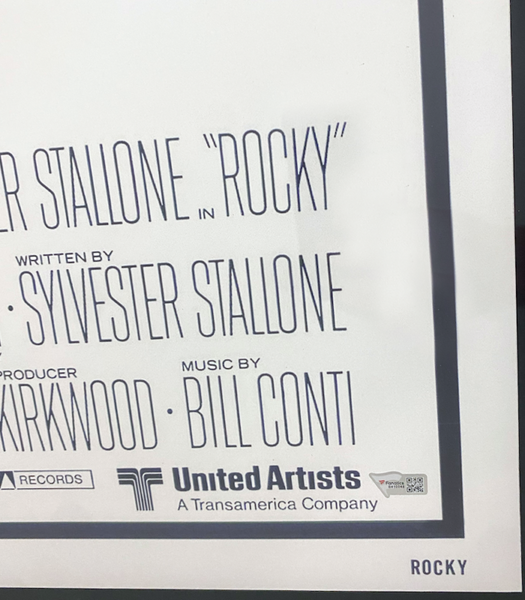 R STALLONE IN "ROCKY"
WRITTEN BY
· SYLVESTER STALLONE
PRODUCER MUSIC BY
KIRKWOOD · BILL CONTI
RECORDS United Artists
A Transamerica Company
ROCKY